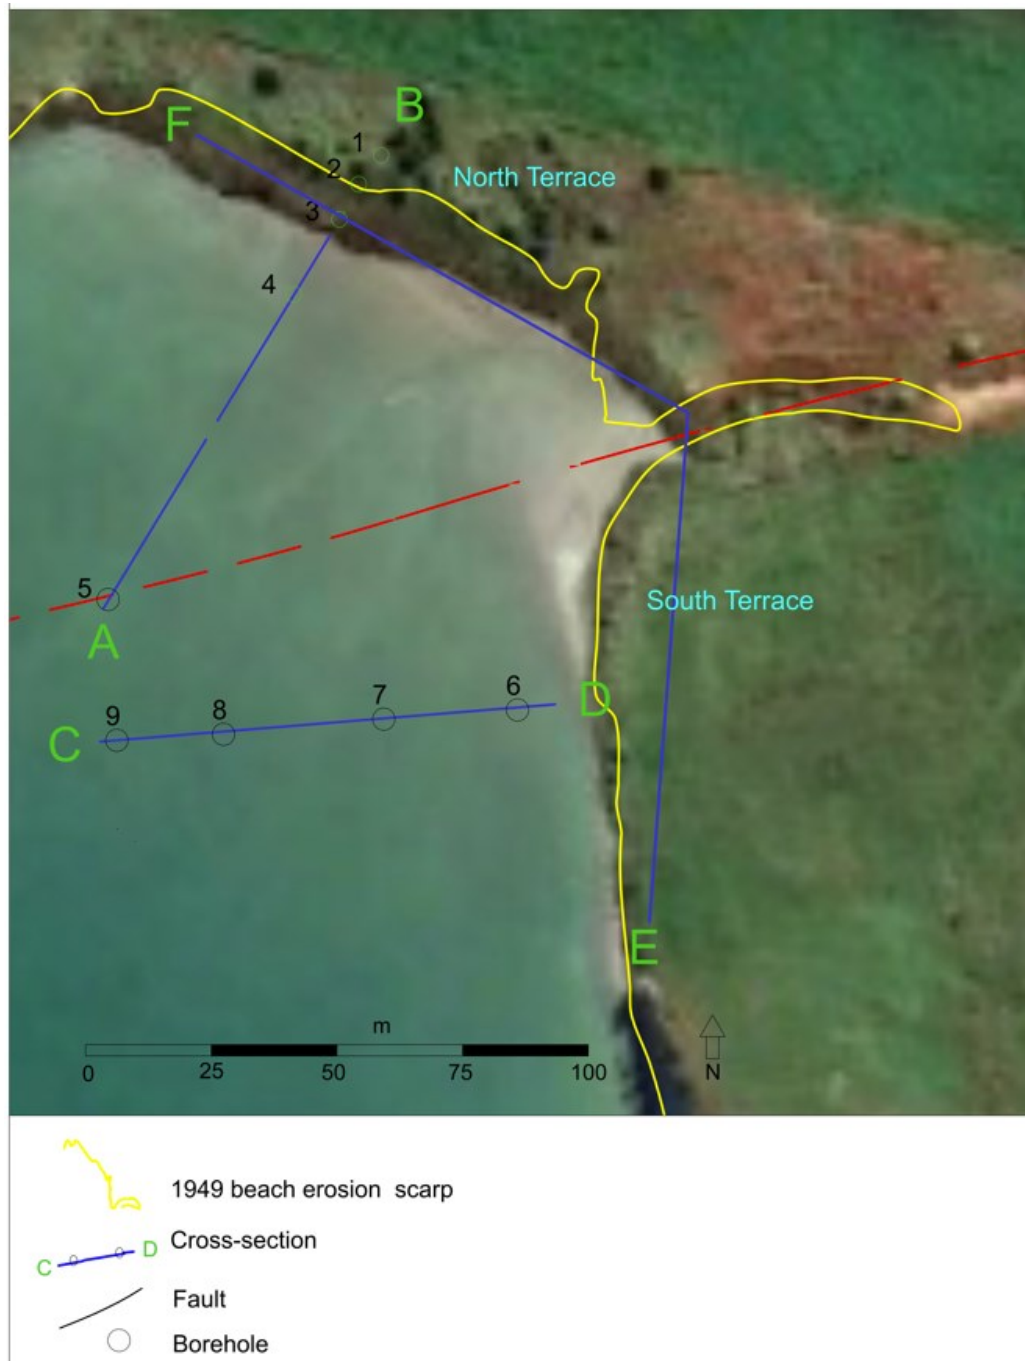 B
F
1
2
North Terrace
3
4
5
South Terrace
A
6
D
7
8
9
C
E
m
0 25 50 75 100
N
1949 beach erosion scarp
C D Cross-section
Fault
Borehole